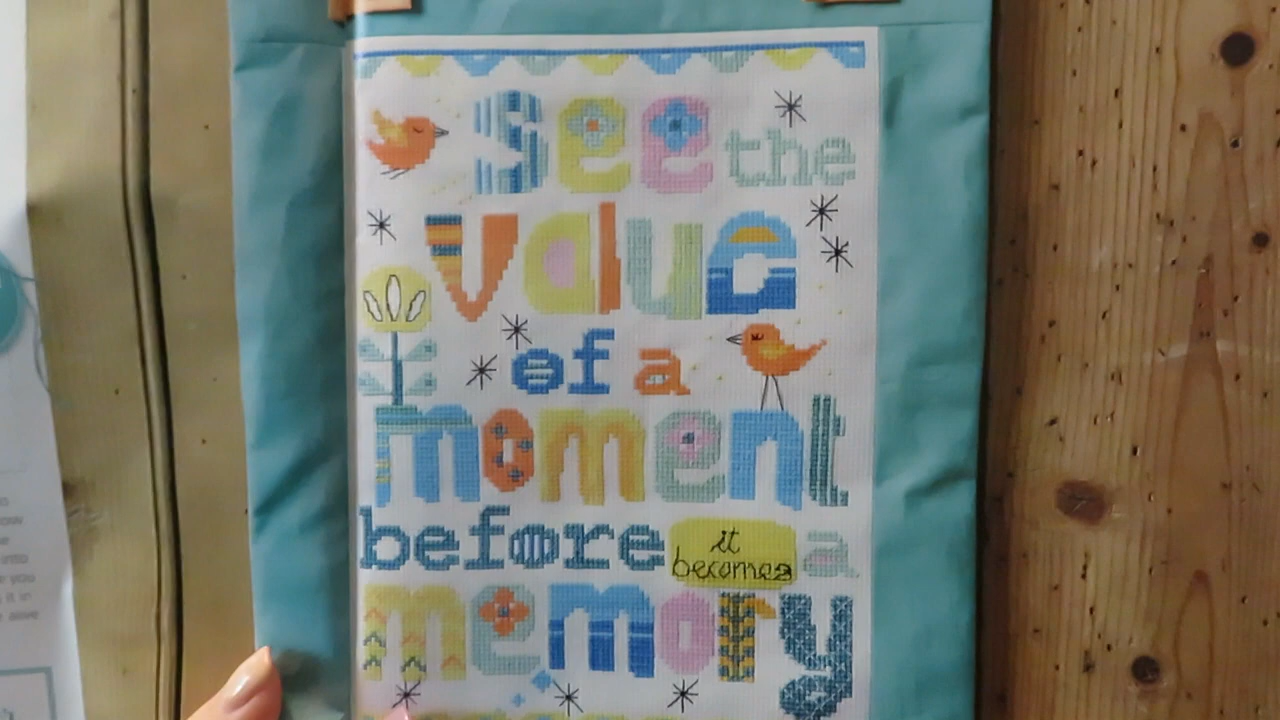 see the
value
of a
moment
before it becomes a
memory